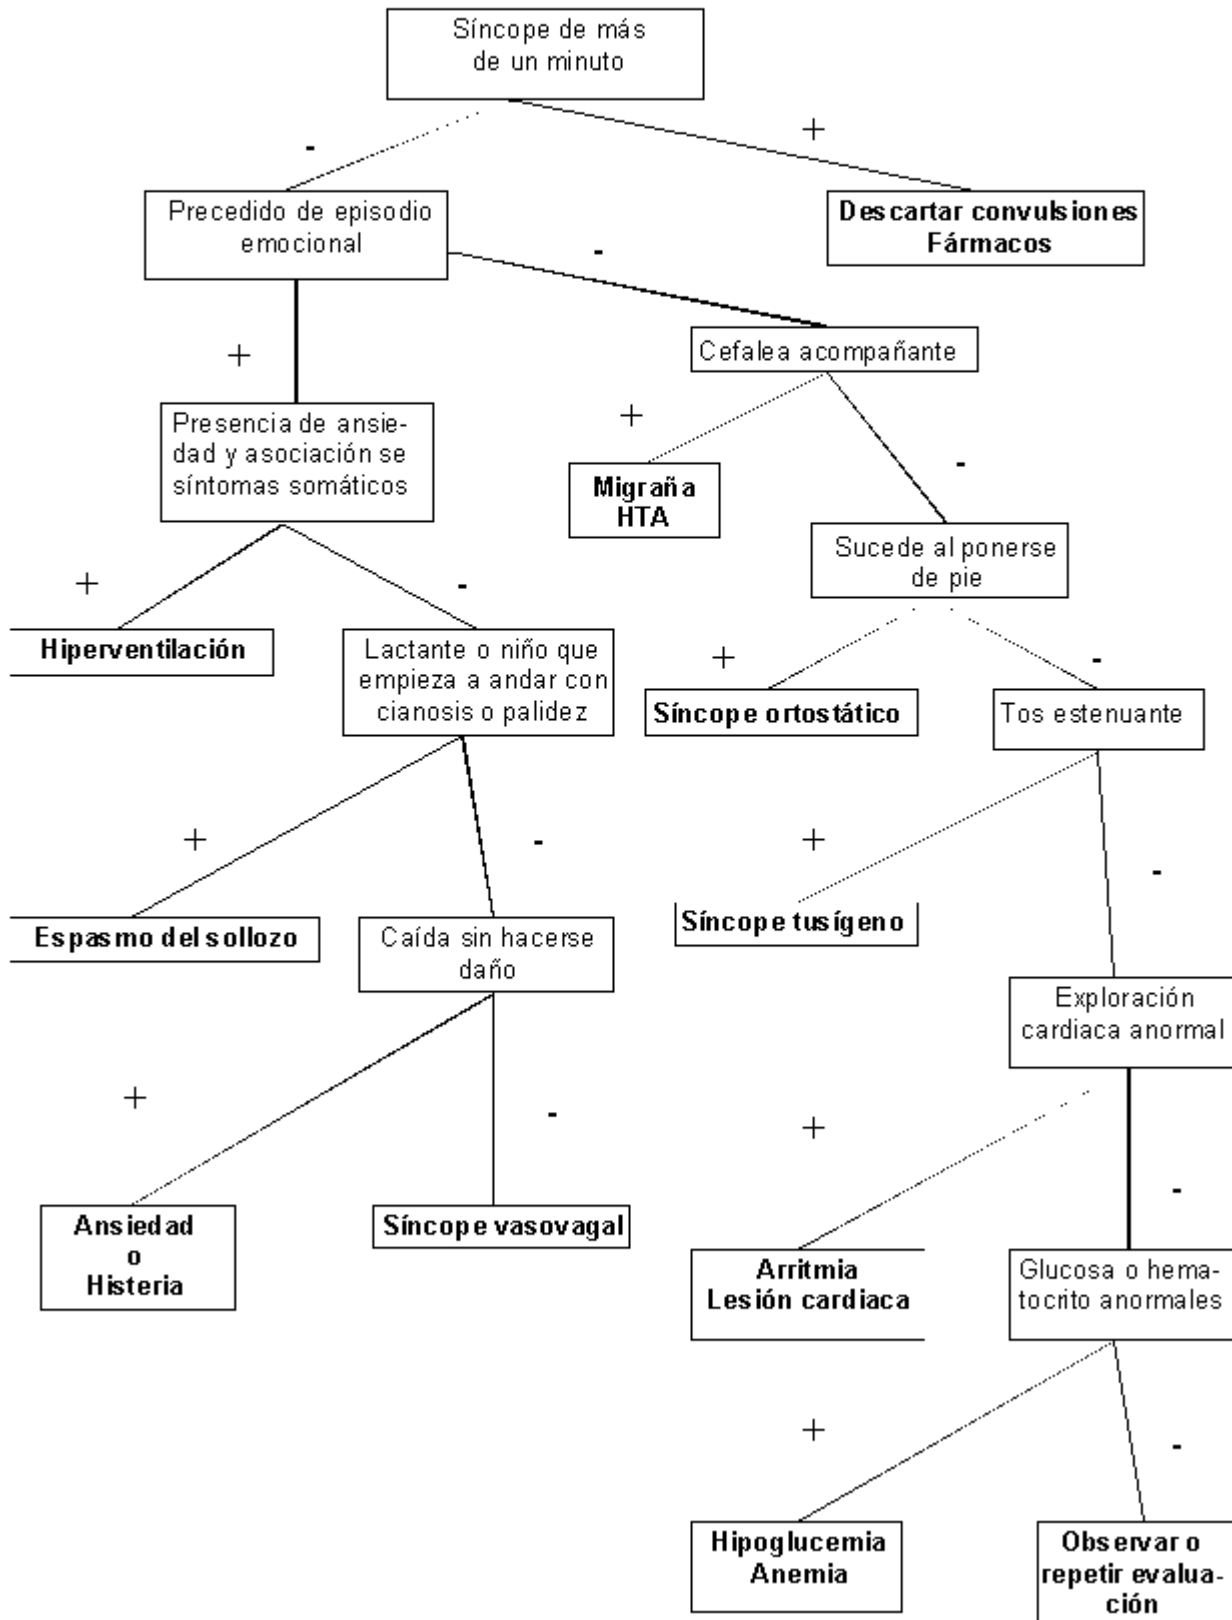 Síncope de más
de un minuto
+
-
Precedido de episodio
emocional
Descartar convulsiones
Fármacos
-
+
Cefalea acompañante
Presencia de ansie-
dad y asociación se
síntomas somáticos
+
-
Migraña
HTA
Sucede al ponerse
de pie
+
-
Hiperventilación
Lactante o niño que
empieza a andar con
cianosis o palidez
+
-
Síncope ortostático
Tos estenuante
+
-
+
-
Espasmo del sollozo
Caída sin hacerse
daño
Síncope tusígeno
Exploración
cardiaca anormal
+
-
+
-
Ansiedad
o
Histeria
Síncope vasovagal
Arritmia
Lesión cardiaca
Glucosa o hema-
tocrito anormales
+
-
Hipoglucemia
Anemia
Observar o
repetir evalua-
ción